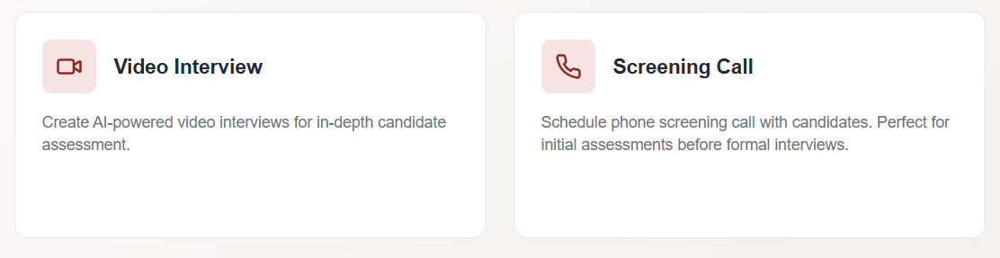 Video Interview
Create AI-powered video interviews for in-depth candidate
assessment.
Screening Call
Schedule phone screening call with candidates. Perfect for
initial assessments before formal interviews.